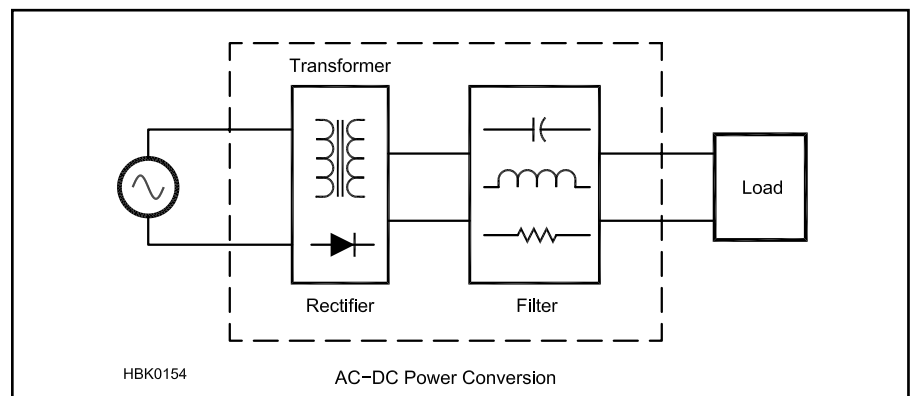 Transformer
Load
Rectifier
Filter
HBK0154
AC−DC Power Conversion